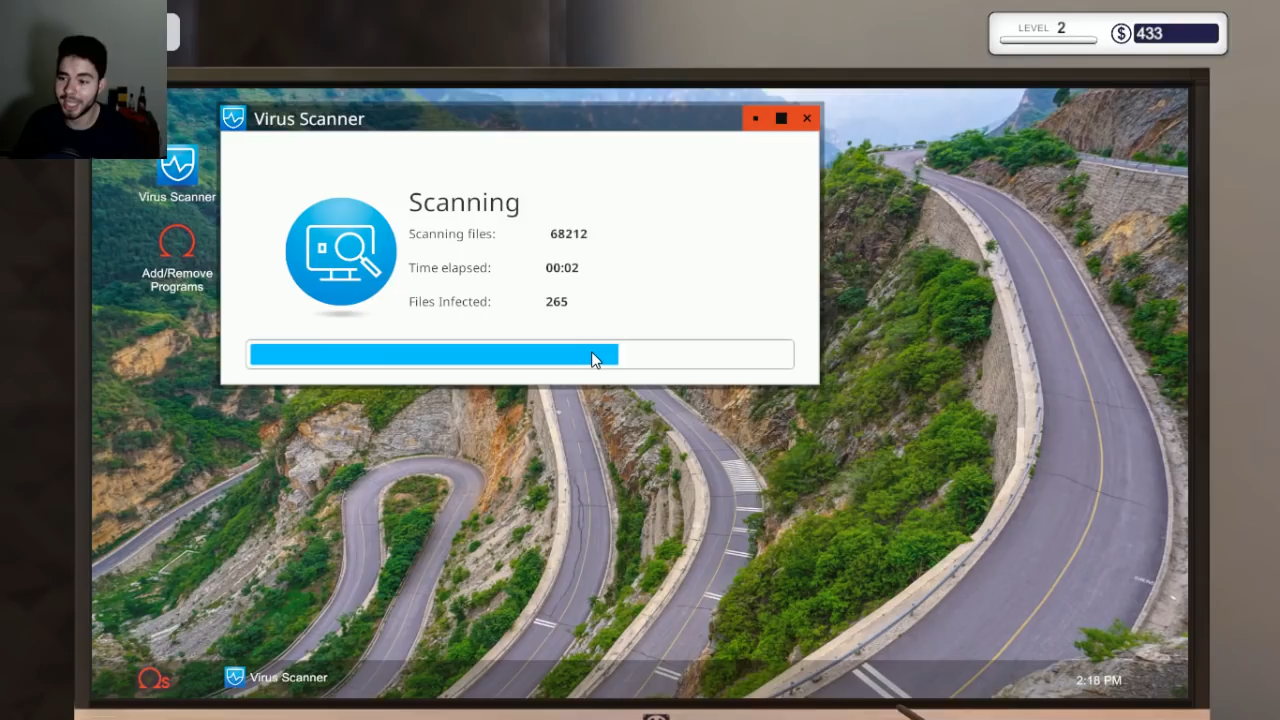 LEVEL 2
$ 433
Virus Scanner
Virus Scanner
Add/Remove
Programs
Scanning
Scanning files: 68212
Time elapsed: 00:02
Files Infected: 265
Ωs
Virus Scanner
2:18 PM